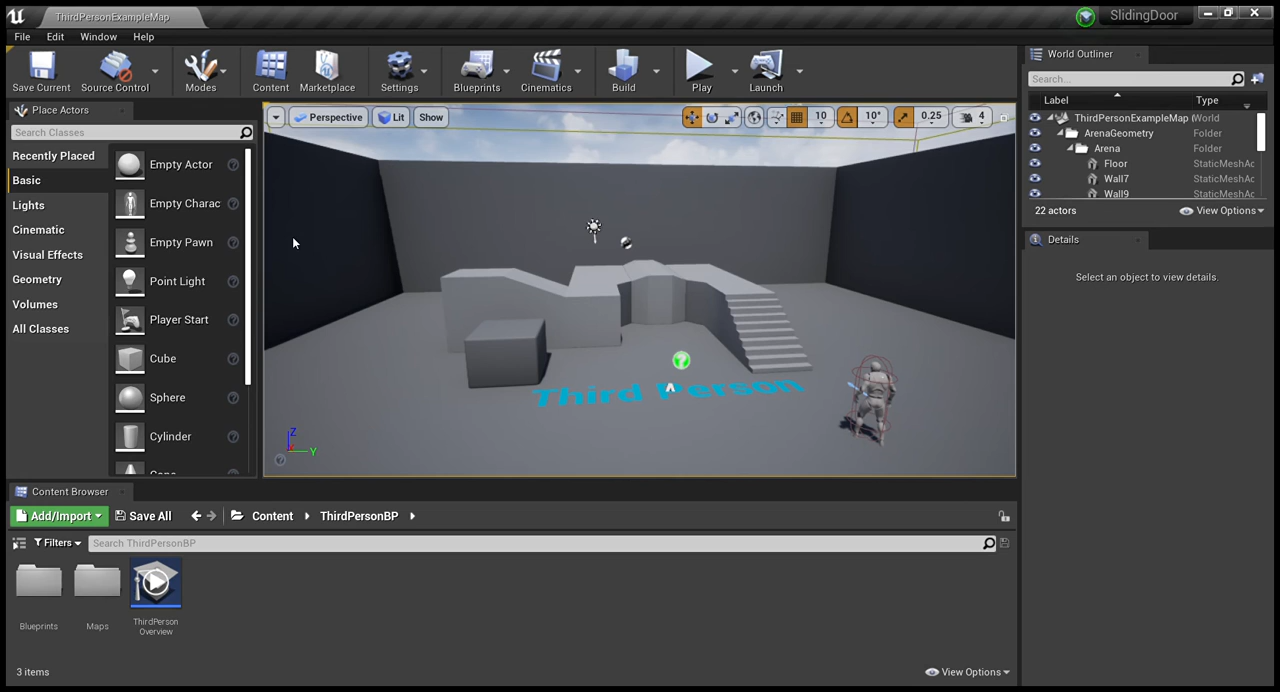 ThirdPersonExampleMap
SlidingDoor
File Edit Window Help
Save Current
Source Control
Modes
Content
Marketplace
Settings
Blueprints
Cinematics
Build
Play
Launch
Place Actors
Search Classes
Recently Placed
Basic
Lights
Cinematic
Visual Effects
Geometry
Volumes
All Classes
Empty Actor
Empty Charac
Empty Pawn
Point Light
Player Start
Cube
Sphere
Cylinder
Perspective
Lit
Show
10
10°
0.25
4
Third Person
Z
Y
World Outliner
Search...
Label Type
ThirdPersonExampleMap ( World
ArenaGeometry Folder
Arena Folder
Floor StaticMeshAc
Wall7 StaticMeshAc
Wall9 StaticMeshAc
22 actors
View Options
Details
Select an object to view details.
Content Browser
Add/Import
Save All
Content
ThirdPersonBP
Filters
Search ThirdPersonBP
Blueprints
Maps
ThirdPerson
Overview
3 items
View Options